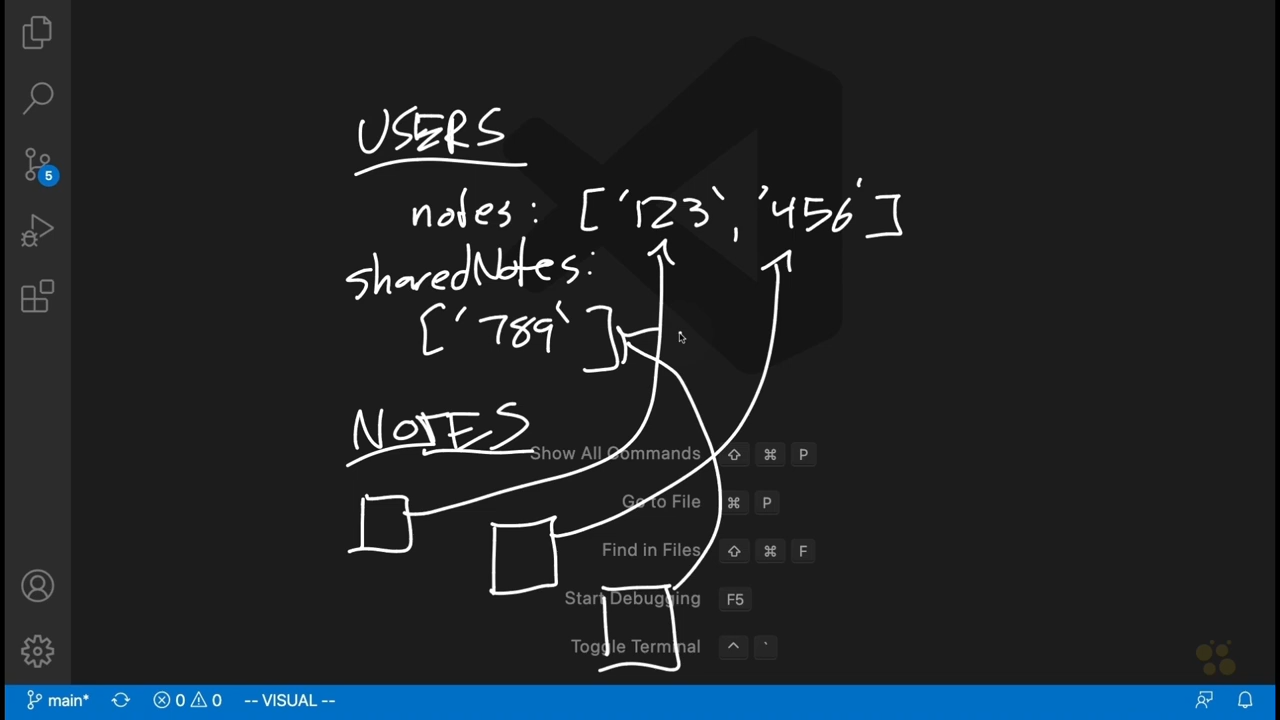 USERS
notes: ['123', '456']
sharedNotes:
['789']
NOTES
Show All Commands ⇧ ⌘ P
Go to File ⌘ P
Find in Files ⇧ ⌘ F
Start Debugging F5
Toggle Terminal ^ `
5
main* 0 0 -- VISUAL --